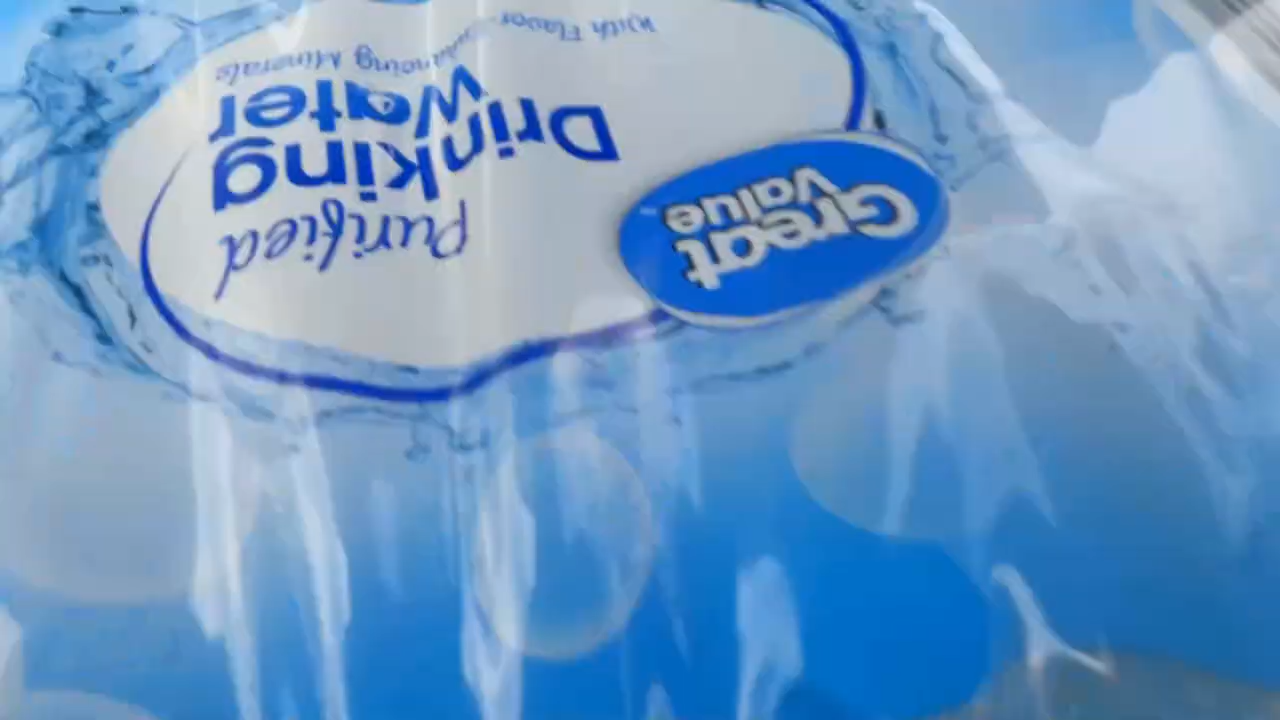 Great
Value
Purified
Drinking
Water
With Flavor Enhancing Minerals